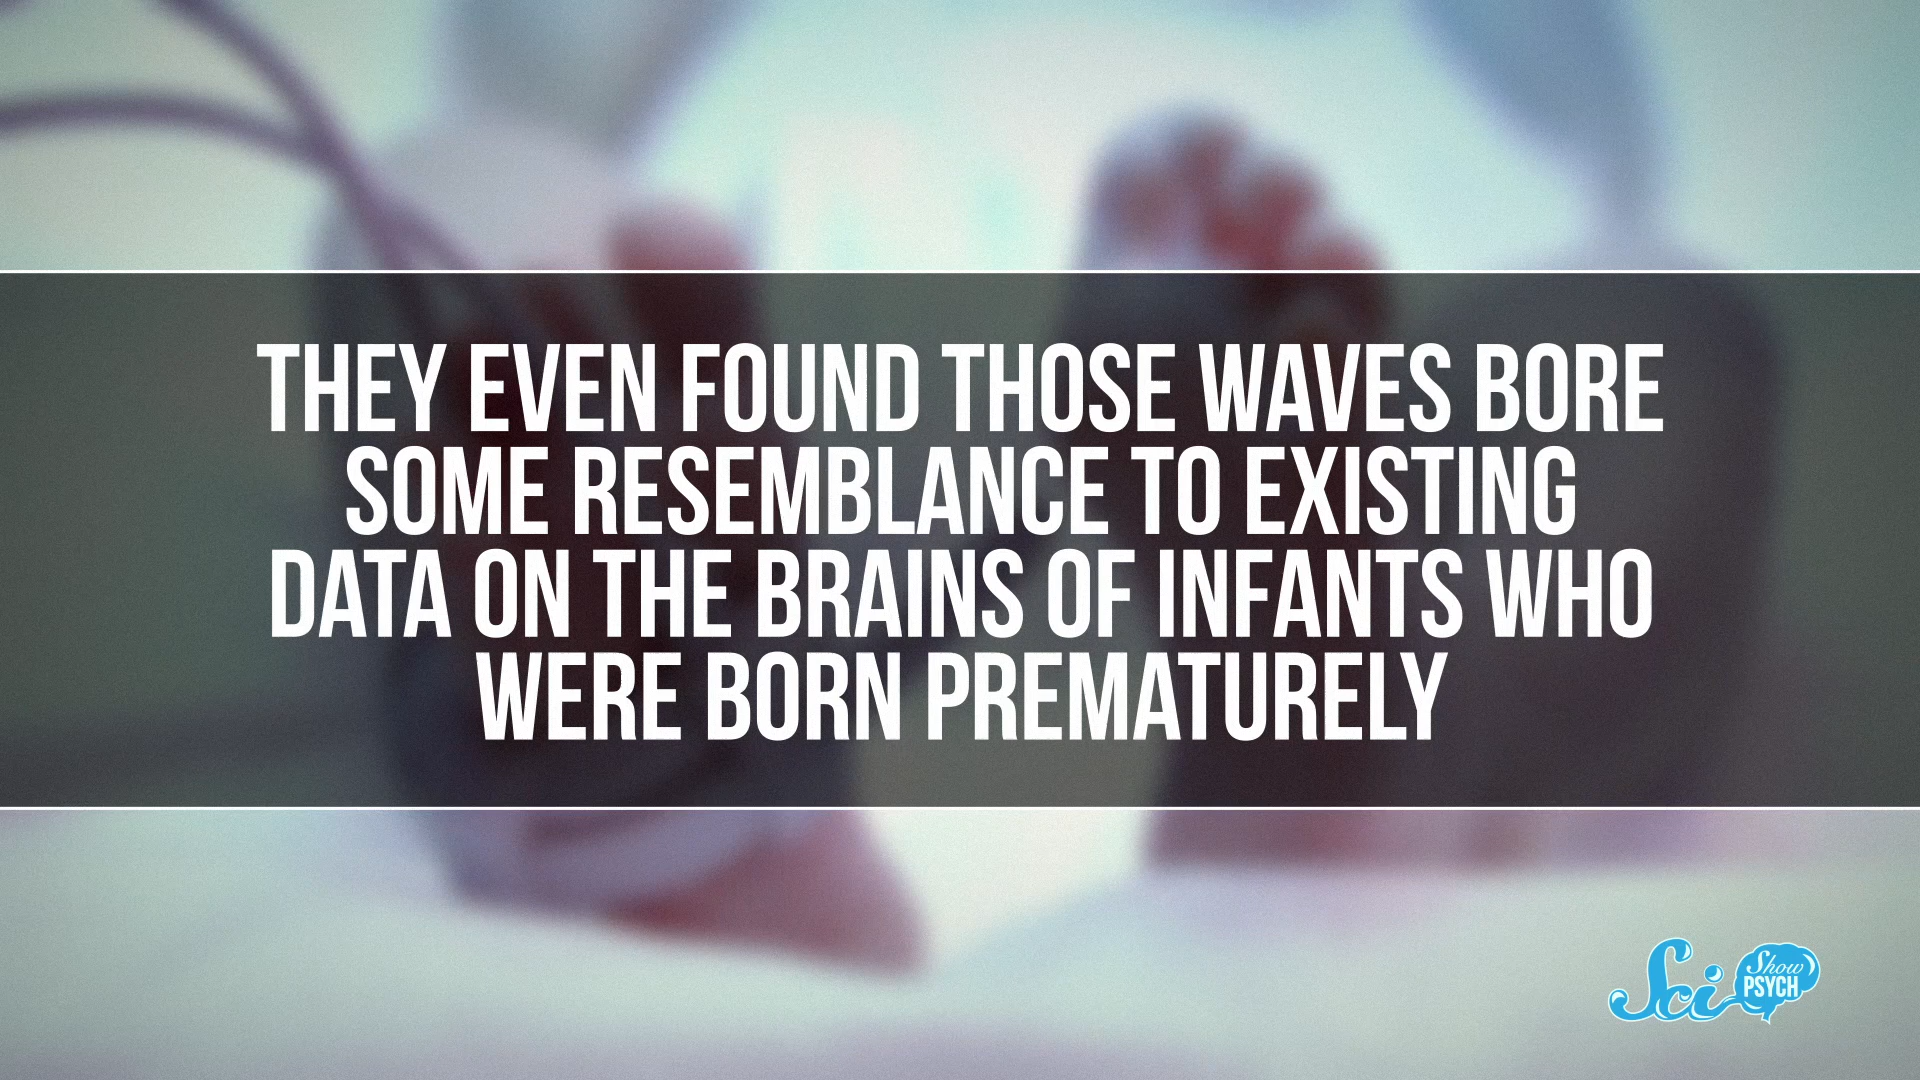 THEY EVEN FOUND THOSE WAVES BORE
SOME RESEMBLANCE TO EXISTING
DATA ON THE BRAINS OF INFANTS WHO
WERE BORN PREMATURELY
Sci Show
PSYCH